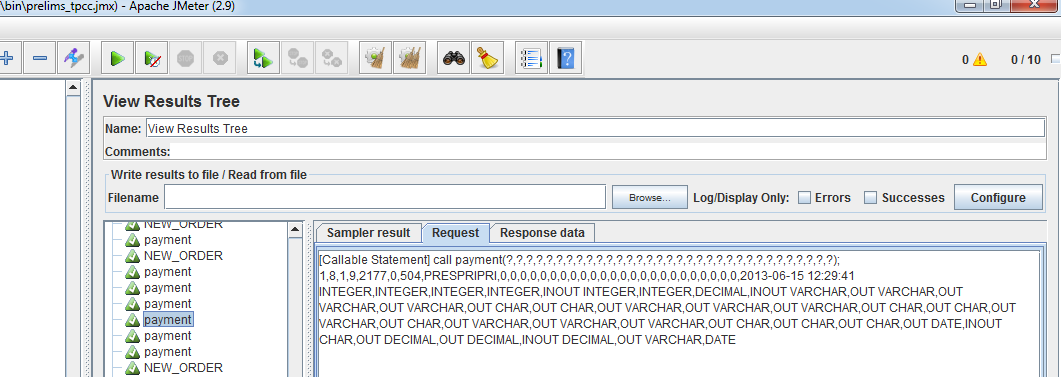 \bin\prelims_tpcc.jmx) - Apache JMeter (2.9)
0
0 / 10
View Results Tree
Name: View Results Tree
Comments:
Write results to file / Read from file
Filename
Browse...
Log/Display Only:
Errors
Successes
Configure
NEW_ORDER
payment
NEW_ORDER
payment
payment
payment
payment
payment
payment
NEW_ORDER
Sampler result
Request
Response data
[Callable Statement] call payment(?,?,?,?,?,?,?,?,?,?,?,?,?,?,?,?,?,?,?,?,?,?,?,?,?,?,?,?,?,?,?,?,?);
1,8,1,9,2177,0,504,PRESPRIPRI,0,0,0,0,0,0,0,0,0,0,0,0,0,0,0,0,0,0,0,0,0,0,0,0,2013-06-15 12:29:41
INTEGER,INTEGER,INTEGER,INTEGER,INOUT INTEGER,INTEGER,DECIMAL,INOUT VARCHAR,OUT VARCHAR,OUT
VARCHAR,OUT VARCHAR,OUT CHAR,OUT CHAR,OUT VARCHAR,OUT VARCHAR,OUT VARCHAR,OUT CHAR,OUT CHAR,OUT
VARCHAR,OUT CHAR,OUT VARCHAR,OUT VARCHAR,OUT VARCHAR,OUT CHAR,OUT CHAR,OUT CHAR,OUT DATE,INOUT
CHAR,OUT DECIMAL,OUT DECIMAL,INOUT DECIMAL,OUT VARCHAR,DATE